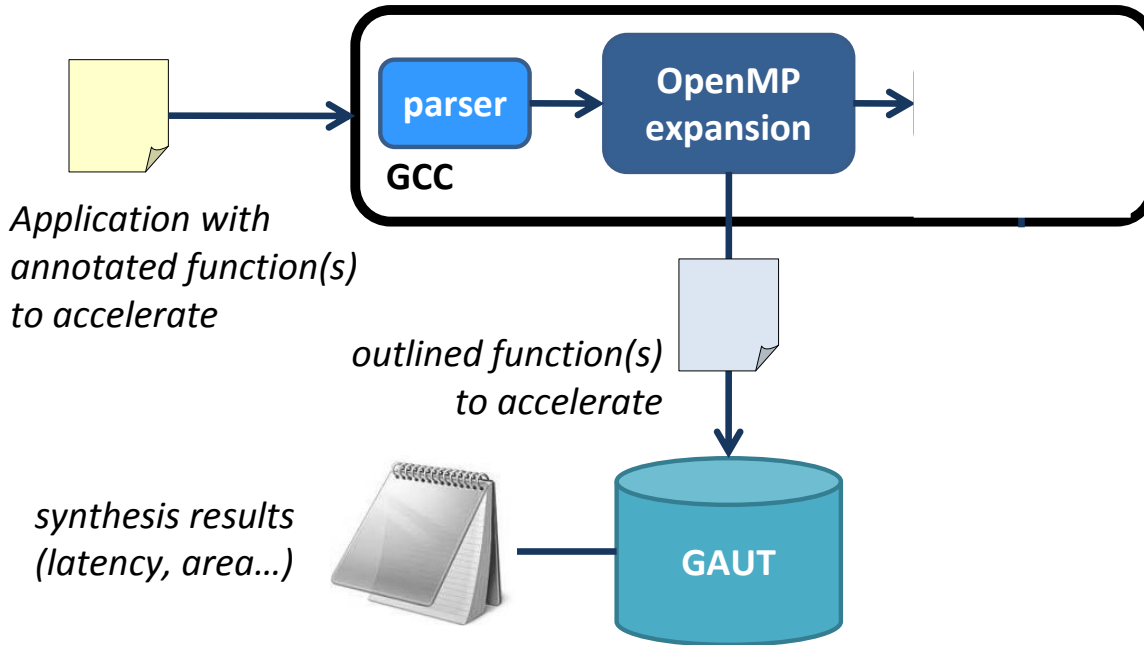 parser
OpenMP
expansion
GCC
Application with
annotated function(s)
to accelerate
outlined function(s)
to accelerate
synthesis results
(latency, area…)
GAUT